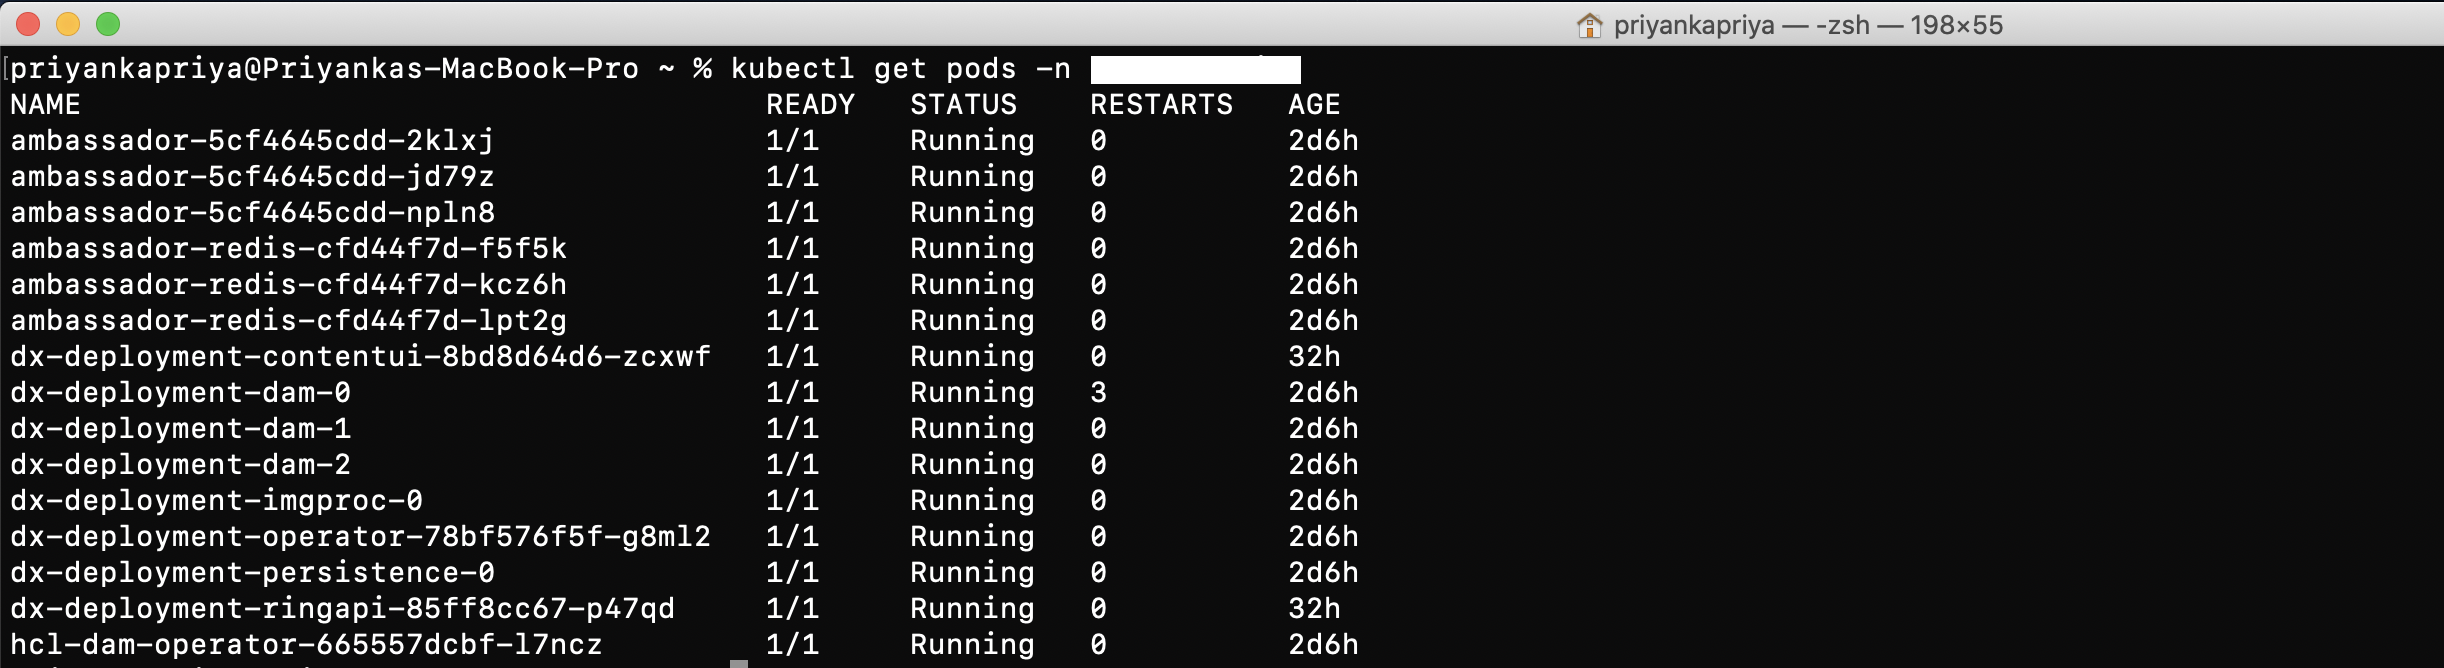 priyankapriya — -zsh — 198×55
[priyankapriya@Priyankas-MacBook-Pro ~ % kubectl get pods -n
NAME READY STATUS RESTARTS AGE
ambassador-5cf4645cdd-2klxj 1/1 Running 0 2d6h
ambassador-5cf4645cdd-jd79z 1/1 Running 0 2d6h
ambassador-5cf4645cdd-npln8 1/1 Running 0 2d6h
ambassador-redis-cfd44f7d-f5f5k 1/1 Running 0 2d6h
ambassador-redis-cfd44f7d-kcz6h 1/1 Running 0 2d6h
ambassador-redis-cfd44f7d-lpt2g 1/1 Running 0 2d6h
dx-deployment-contentui-8bd8d64d6-zcxwf 1/1 Running 0 32h
dx-deployment-dam-0 1/1 Running 3 2d6h
dx-deployment-dam-1 1/1 Running 0 2d6h
dx-deployment-dam-2 1/1 Running 0 2d6h
dx-deployment-imgproc-0 1/1 Running 0 2d6h
dx-deployment-operator-78bf576f5f-g8ml2 1/1 Running 0 2d6h
dx-deployment-persistence-0 1/1 Running 0 2d6h
dx-deployment-ringapi-85ff8cc67-p47qd 1/1 Running 0 32h
hcl-dam-operator-665557dcbf-l7ncz 1/1 Running 0 2d6h